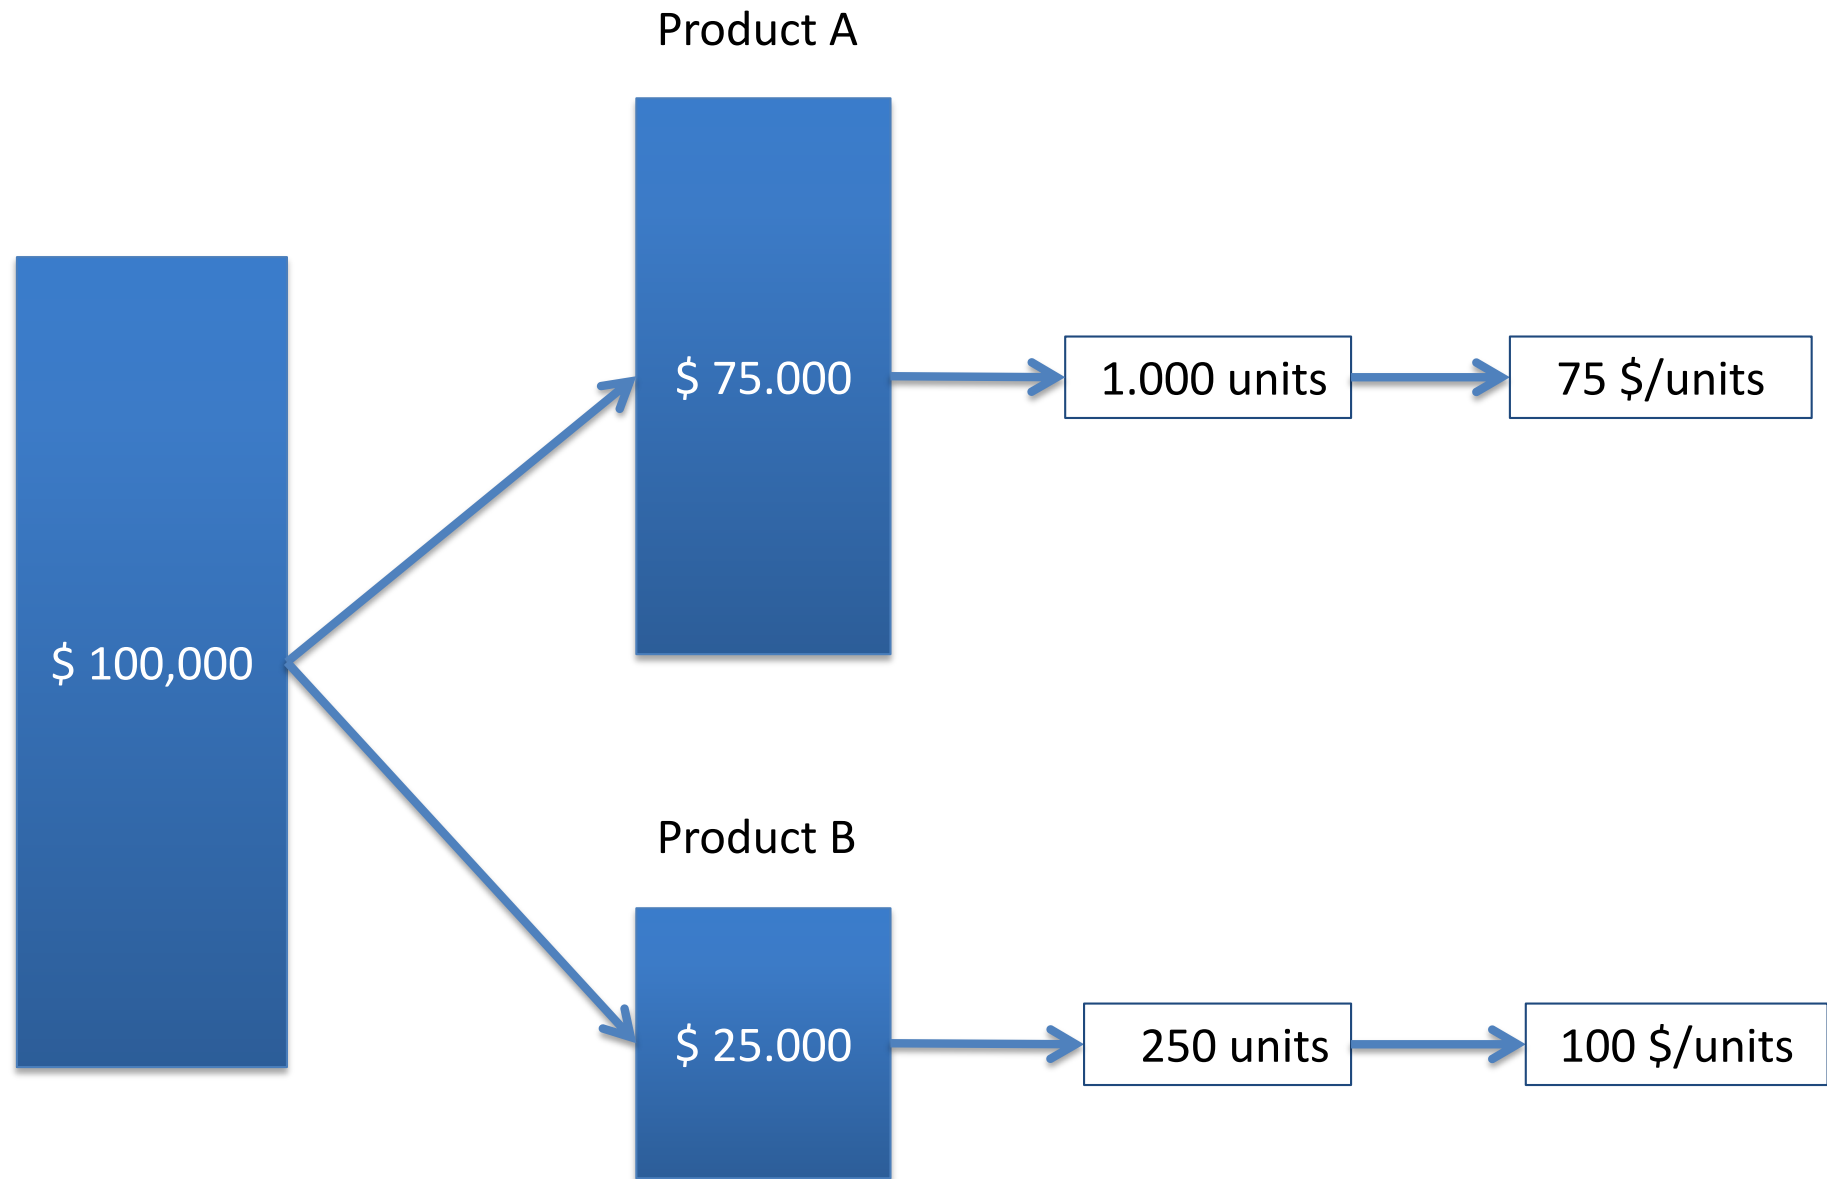 Product A
$ 75.000
1.000 units
75 $/units
$ 100,000
Product B
$ 25.000
250 units
100 $/units